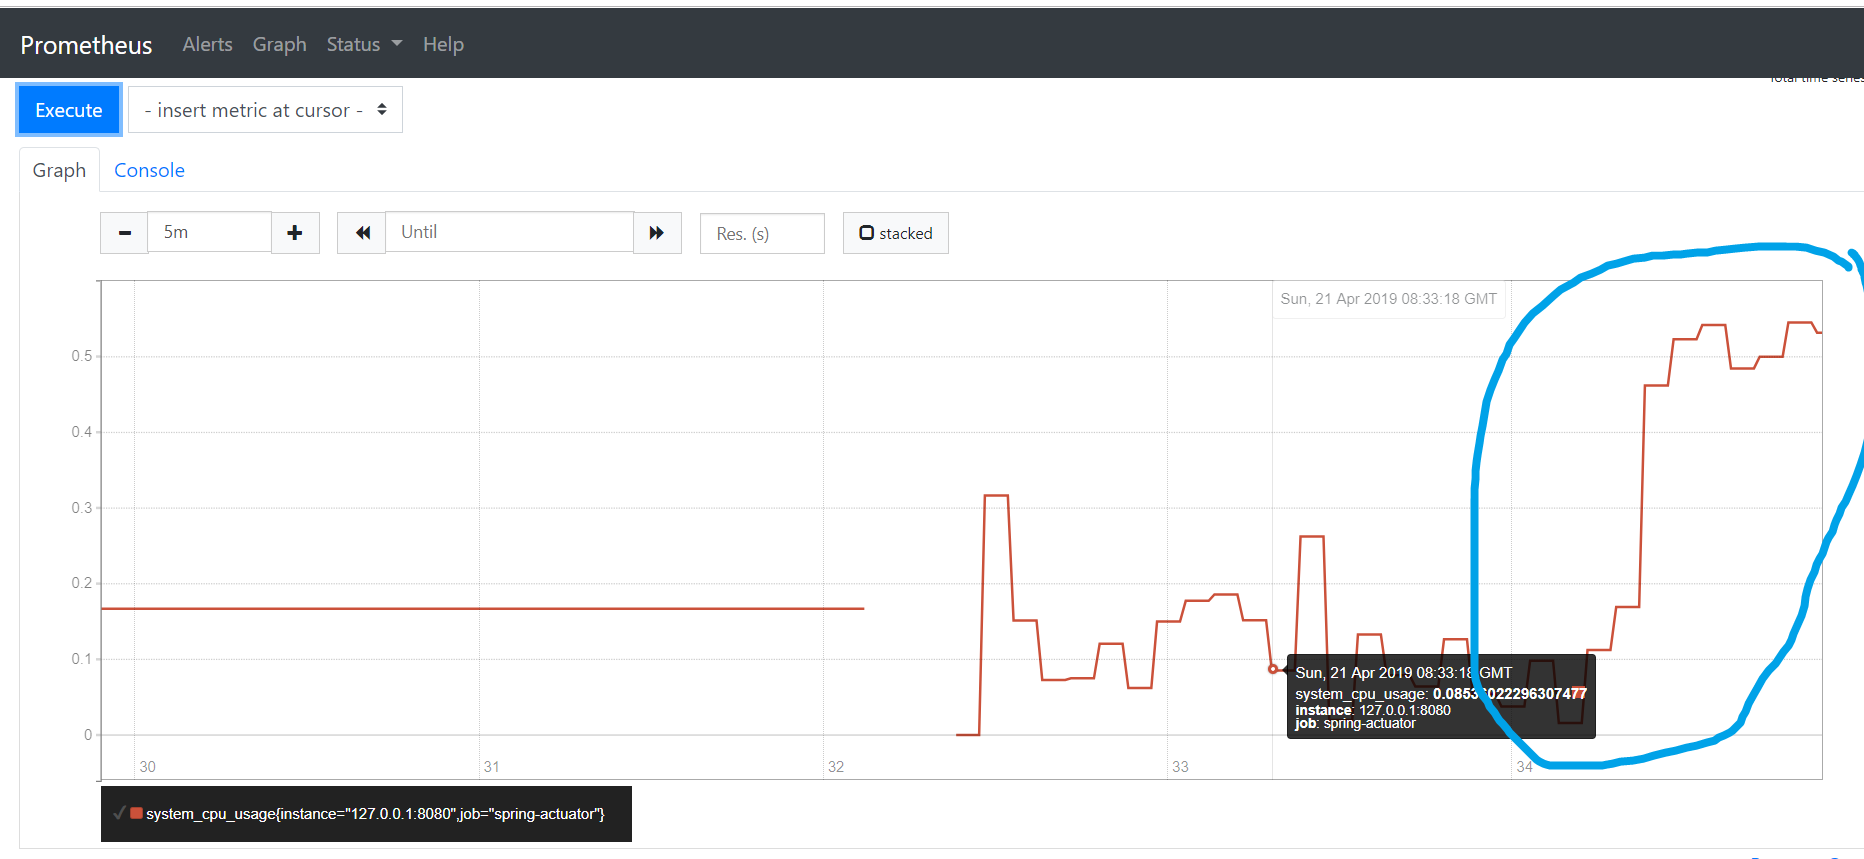 Prometheus Alerts Graph Status Help
Total time series
Execute - insert metric at cursor -
Graph Console
5m Until Res. (s) stacked
Sun, 21 Apr 2019 08:33:18 GMT
0.5
0.4
0.3
0.2
0.1
0
Sun, 21 Apr 2019 08:33:18 GMT
system_cpu_usage: 0.08536022296307477
instance: 127.0.0.1:8080
job: spring-actuator
30 31 32 33 34
system_cpu_usage{instance="127.0.0.1:8080",job="spring-actuator"}